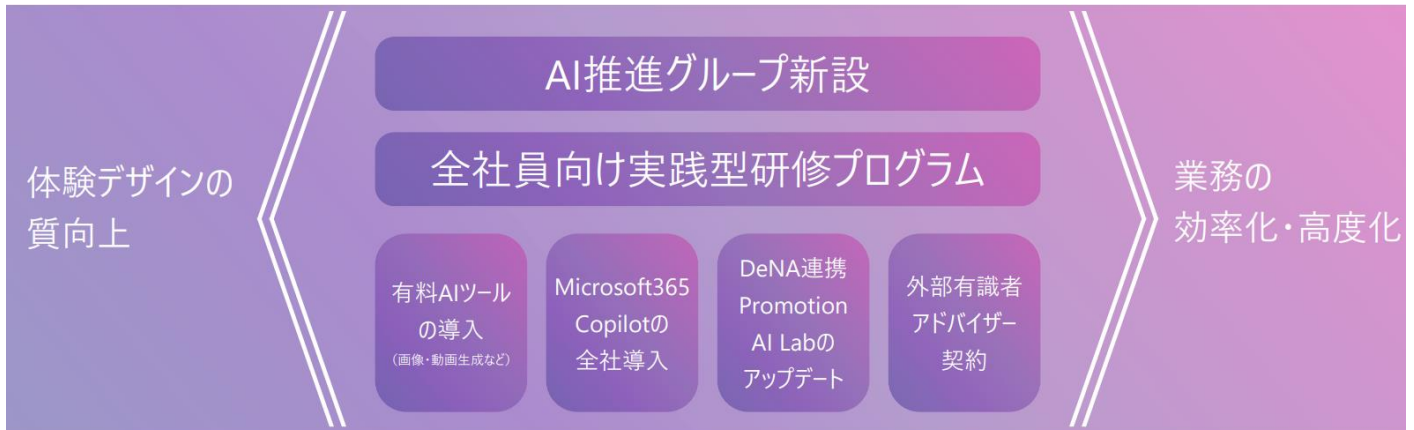 体験デザインの
質向上
AI推進グループ新設
全社員向け実践型研修プログラム
有料AIツール
の導入
(画像・動画生成など)
Microsoft365
Copilotの
全社導入
DeNA連携
Promotion
AI Labの
アップデート
外部有識者
アドバイザー
契約
業務の
効率化・高度化